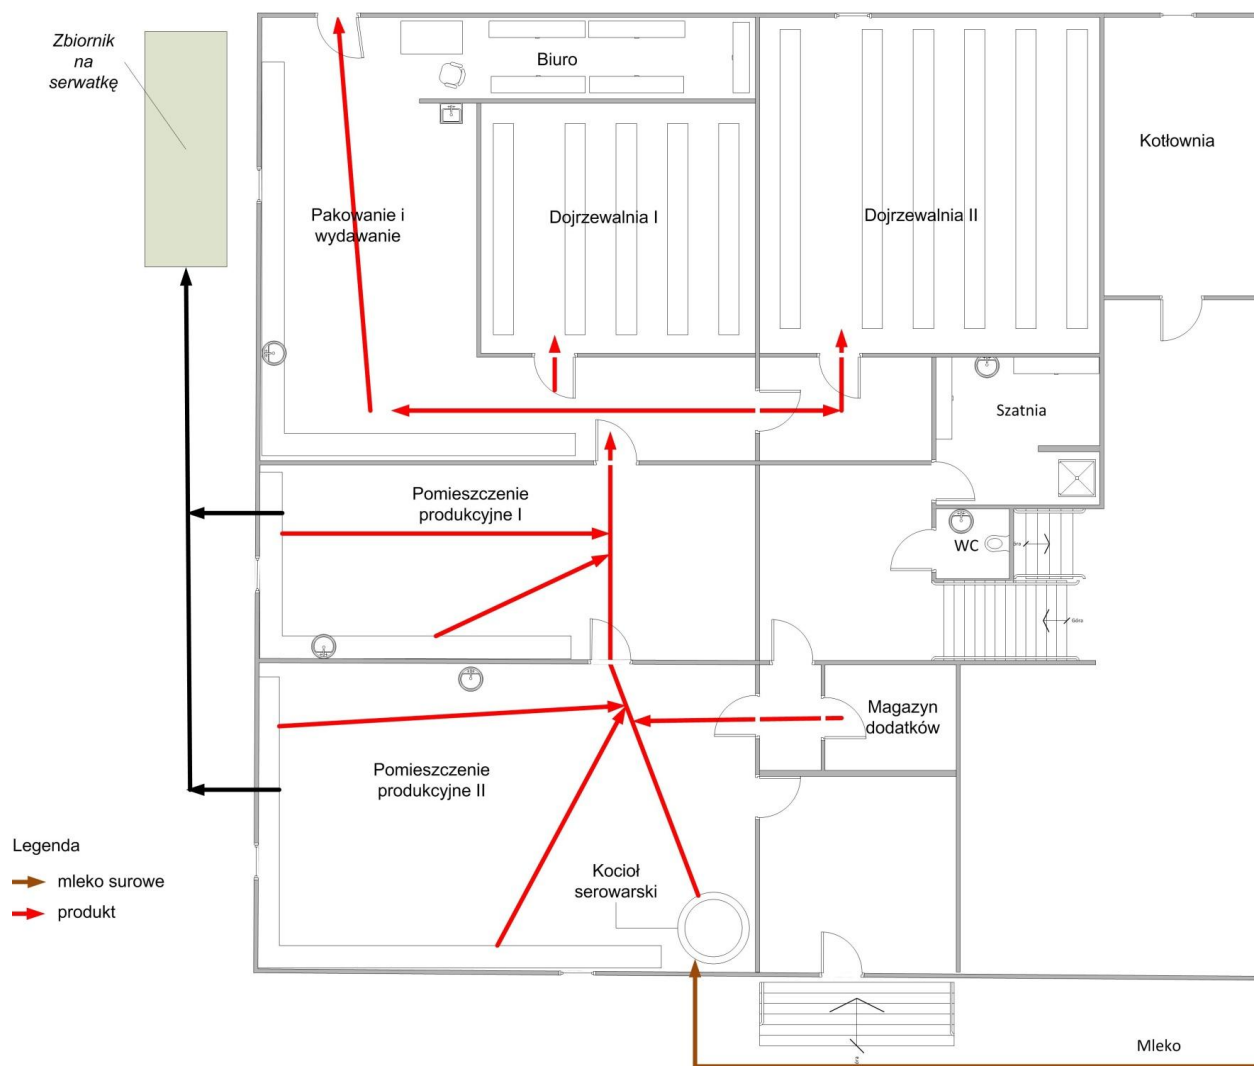 Zbiornik
na
serwatkę
Biuro
Kotłownia
Pakowanie i
wydawanie
Dojrzewalnia I
Dojrzewalnia II
Szatnia
Pomieszczenie
produkcyjne I
WC
Góra
Magazyn
dodatków
Pomieszczenie
produkcyjne II
Legenda
mleko surowe
produkt
Kocioł
serowarski
Mleko